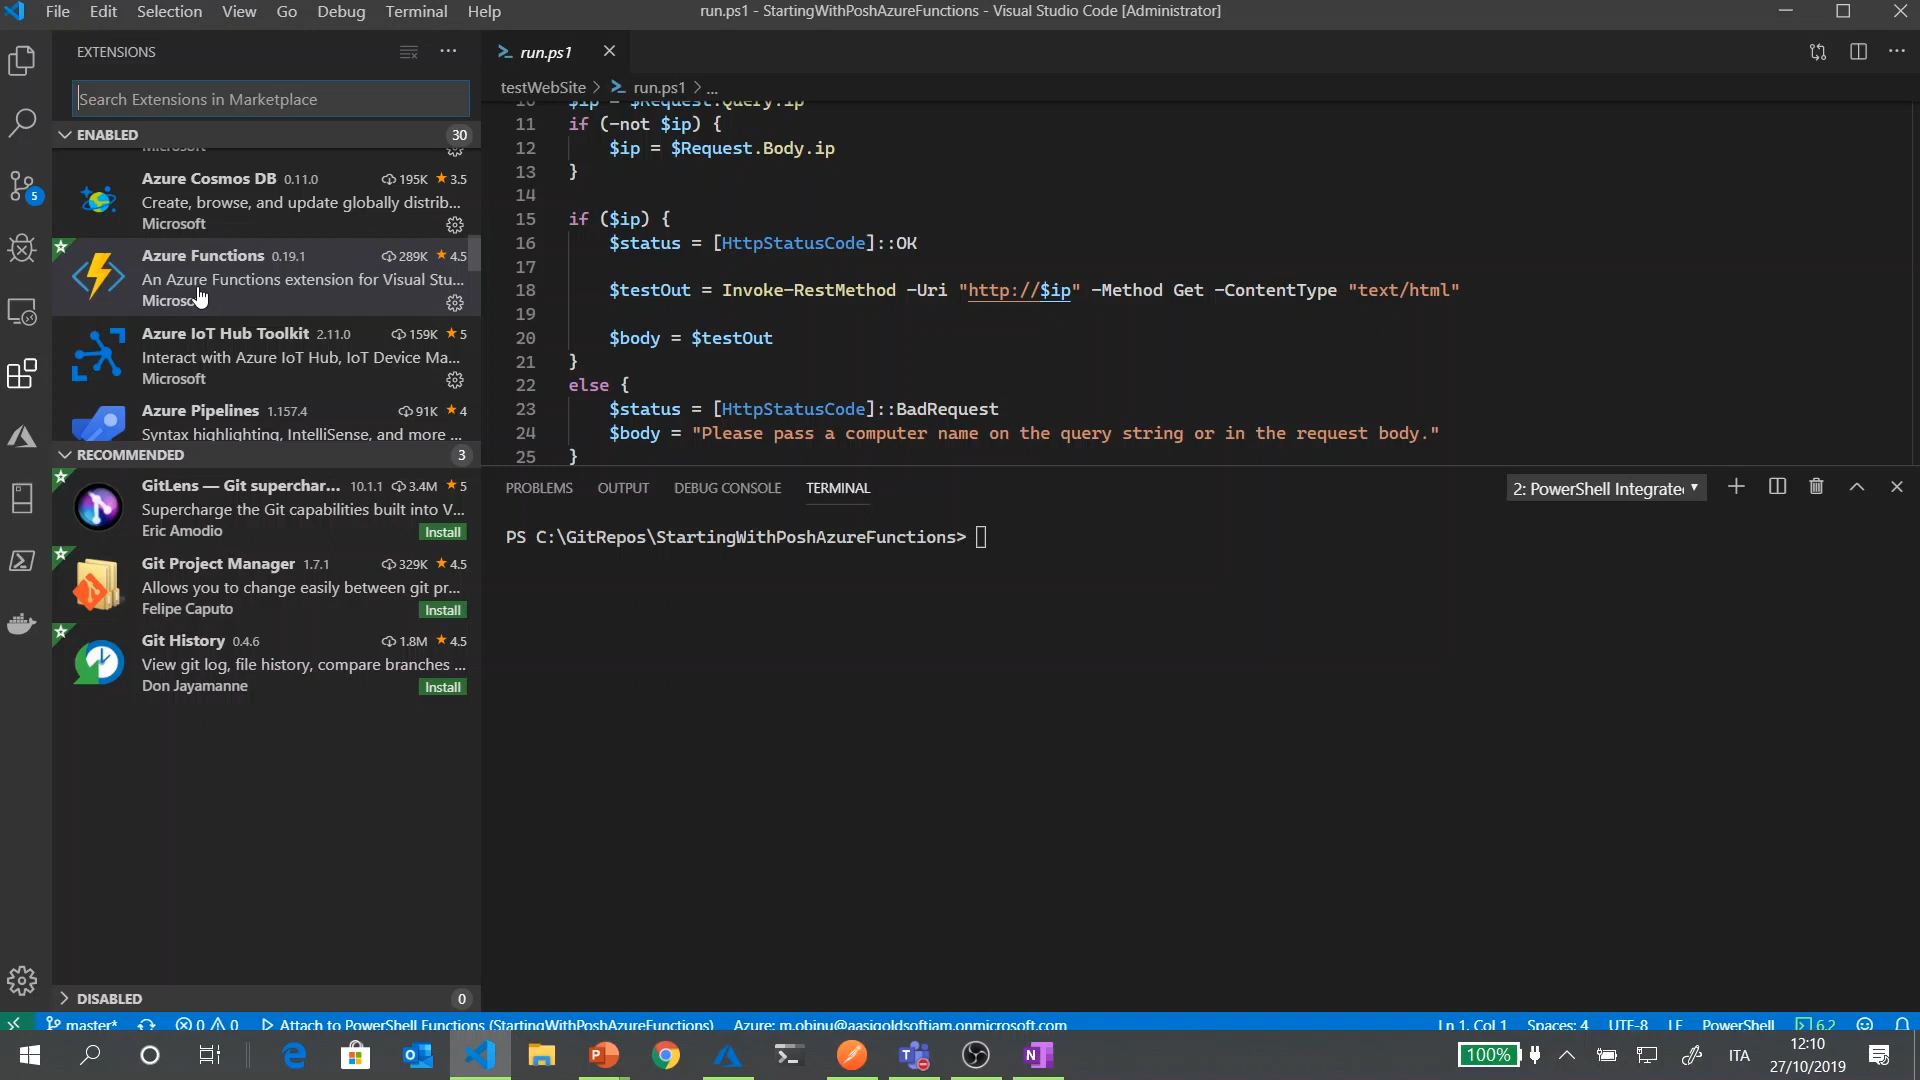 File Edit Selection View Go Debug Terminal Help
run.ps1 - StartingWithPoshAzureFunctions - Visual Studio Code [Administrator]
EXTENSIONS
Search Extensions in Marketplace
ENABLED 30
Microsoft
Azure Cosmos DB 0.11.0 195K ★ 3.5
Create, browse, and update globally distrib...
Microsoft
Azure Functions 0.19.1 289K ★ 4.5
An Azure Functions extension for Visual Stu...
Azure IoT Hub Toolkit 2.11.0 159K ★ 5
Interact with Azure IoT Hub, IoT Device Ma...
Microsoft
Azure Pipelines 1.157.4 91K ★ 4
Syntax highlighting, IntelliSense, and more ...
RECOMMENDED 3
GitLens — Git superchar... 10.1.1 3.4M ★ 5
Supercharge the Git capabilities built into V...
Eric Amodio Install
Git Project Manager 1.7.1 329K ★ 4.5
Allows you to change easily between git pr...
Felipe Caputo Install
Git History 0.4.6 1.8M ★ 4.5
View git log, file history, compare branches ...
Don Jayamanne Install
DISABLED 0
5
run.ps1
testWebSite > run.ps1 > ...
10 $ip = $Request.Query.ip
11 if (-not $ip) {
12 $ip = $Request.Body.ip
13 }
14
15 if ($ip) {
16 $status = [HttpStatusCode]::OK
17
18 $testOut = Invoke-RestMethod -Uri "http://$ip" -Method Get -ContentType "text/html"
19
20 $body = $testOut
21 }
22 else {
23 $status = [HttpStatusCode]::BadRequest
24 $body = "Please pass a computer name on the query string or in the request body."
25 }
PROBLEMS OUTPUT DEBUG CONSOLE TERMINAL 2: PowerShell Integrate
PS C:\GitRepos\StartingWithPoshAzureFunctions>
master* 0 0 Attach to PowerShell Functions (StartingWithPoshAzureFunctions) Azure: m.obinu@aasigoldsoftiam.onmicrosoft.com Ln 1, Col 1 Spaces: 4 UTF-8 LF PowerShell 6.2
100% ITA 12:10
27/10/2019